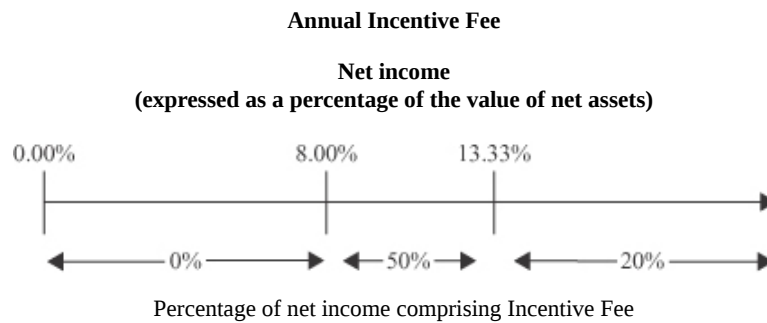 Annual Incentive Fee
Net income
(expressed as a percentage of the value of net assets)
0.00% 8.00% 13.33%
0% 50% 20%
Percentage of net income comprising Incentive Fee